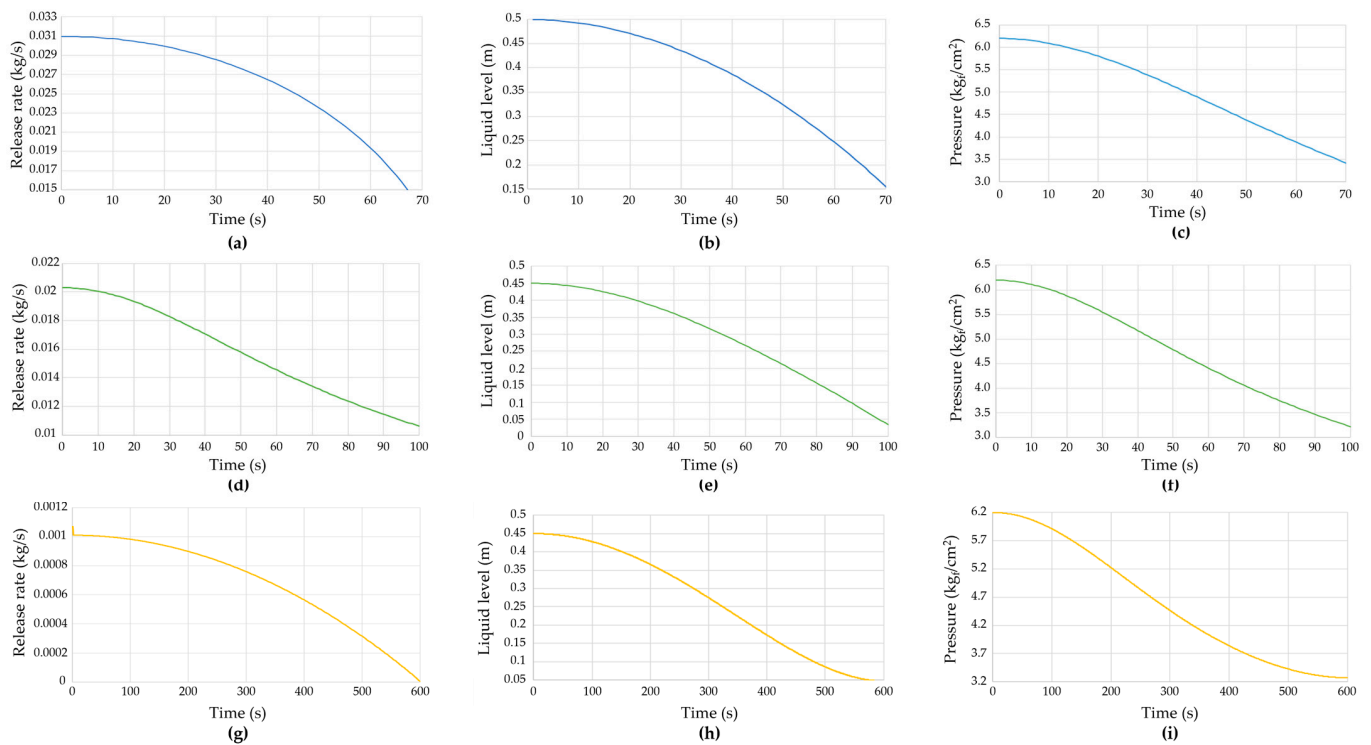 0.033
0.031
0.029
0.027
0.025
0.023
0.021
0.019
0.017
0.015
Release rate (kg/s)
0 10 20 30 40 50 60 70
Time (s)
(a)
0.5
0.45
0.4
0.35
0.3
0.25
0.2
0.15
Liquid level (m)
0 10 20 30 40 50 60 70
Time (s)
(b)
6.5
6.0
5.5
5.0
4.5
4.0
3.5
3.0
Pressure (kgf/cm²)
0 10 20 30 40 50 60 70
Time (s)
(c)
0.022
0.02
0.018
0.016
0.014
0.012
0.01
Release rate (kg/s)
0 10 20 30 40 50 60 70 80 90 100
Time (s)
(d)
0.5
0.45
0.4
0.35
0.3
0.25
0.2
0.15
0.1
0.05
0
Liquid level (m)
0 10 20 30 40 50 60 70 80 90 100
Time (s)
(e)
6.5
6.0
5.5
5.0
4.5
4.0
3.5
3.0
Pressure (kgf/cm²)
0 10 20 30 40 50 60 70 80 90 100
Time (s)
(f)
0.0012
0.001
0.0008
0.0006
0.0004
0.0002
0
Release rate (kg/s)
0 100 200 300 400 500 600
Time (s)
(g)
0.5
0.45
0.4
0.35
0.3
0.25
0.2
0.15
0.1
0.05
Liquid level (m)
0 100 200 300 400 500 600
Time (s)
(h)
6.2
5.7
5.2
4.7
4.2
3.7
3.2
Pressure (kgf/cm²)
0 100 200 300 400 500 600
Time (s)
(i)